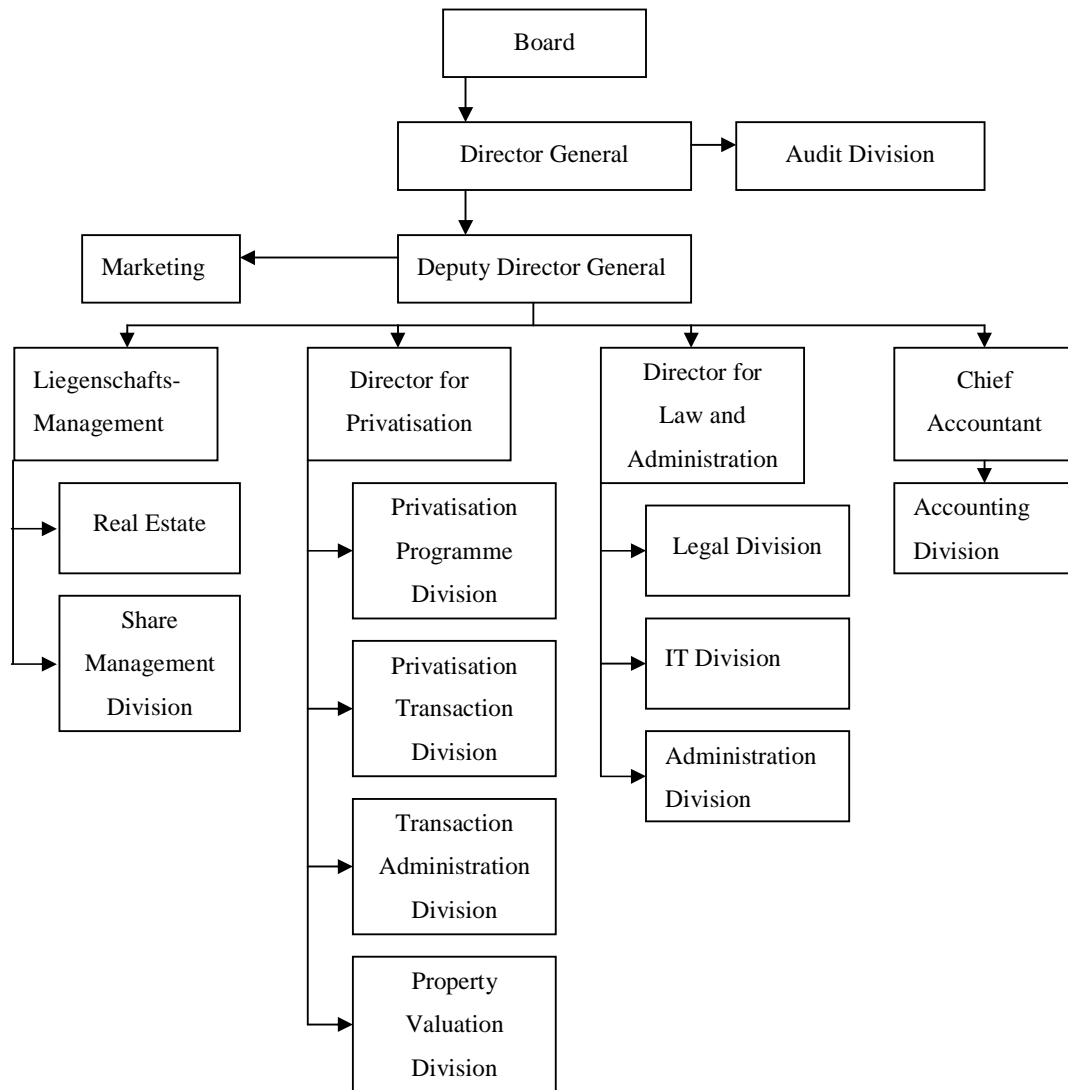 Board
Director General
Audit Division
Marketing
Deputy Director General
Liegenschafts-
Management
Director for
Privatisation
Director for
Law and
Administration
Chief
Accountant
Real Estate
Share
Management
Division
Privatisation
Programme
Division
Privatisation
Transaction
Division
Transaction
Administration
Division
Property
Valuation
Division
Legal Division
IT Division
Administration
Division
Accounting
Division